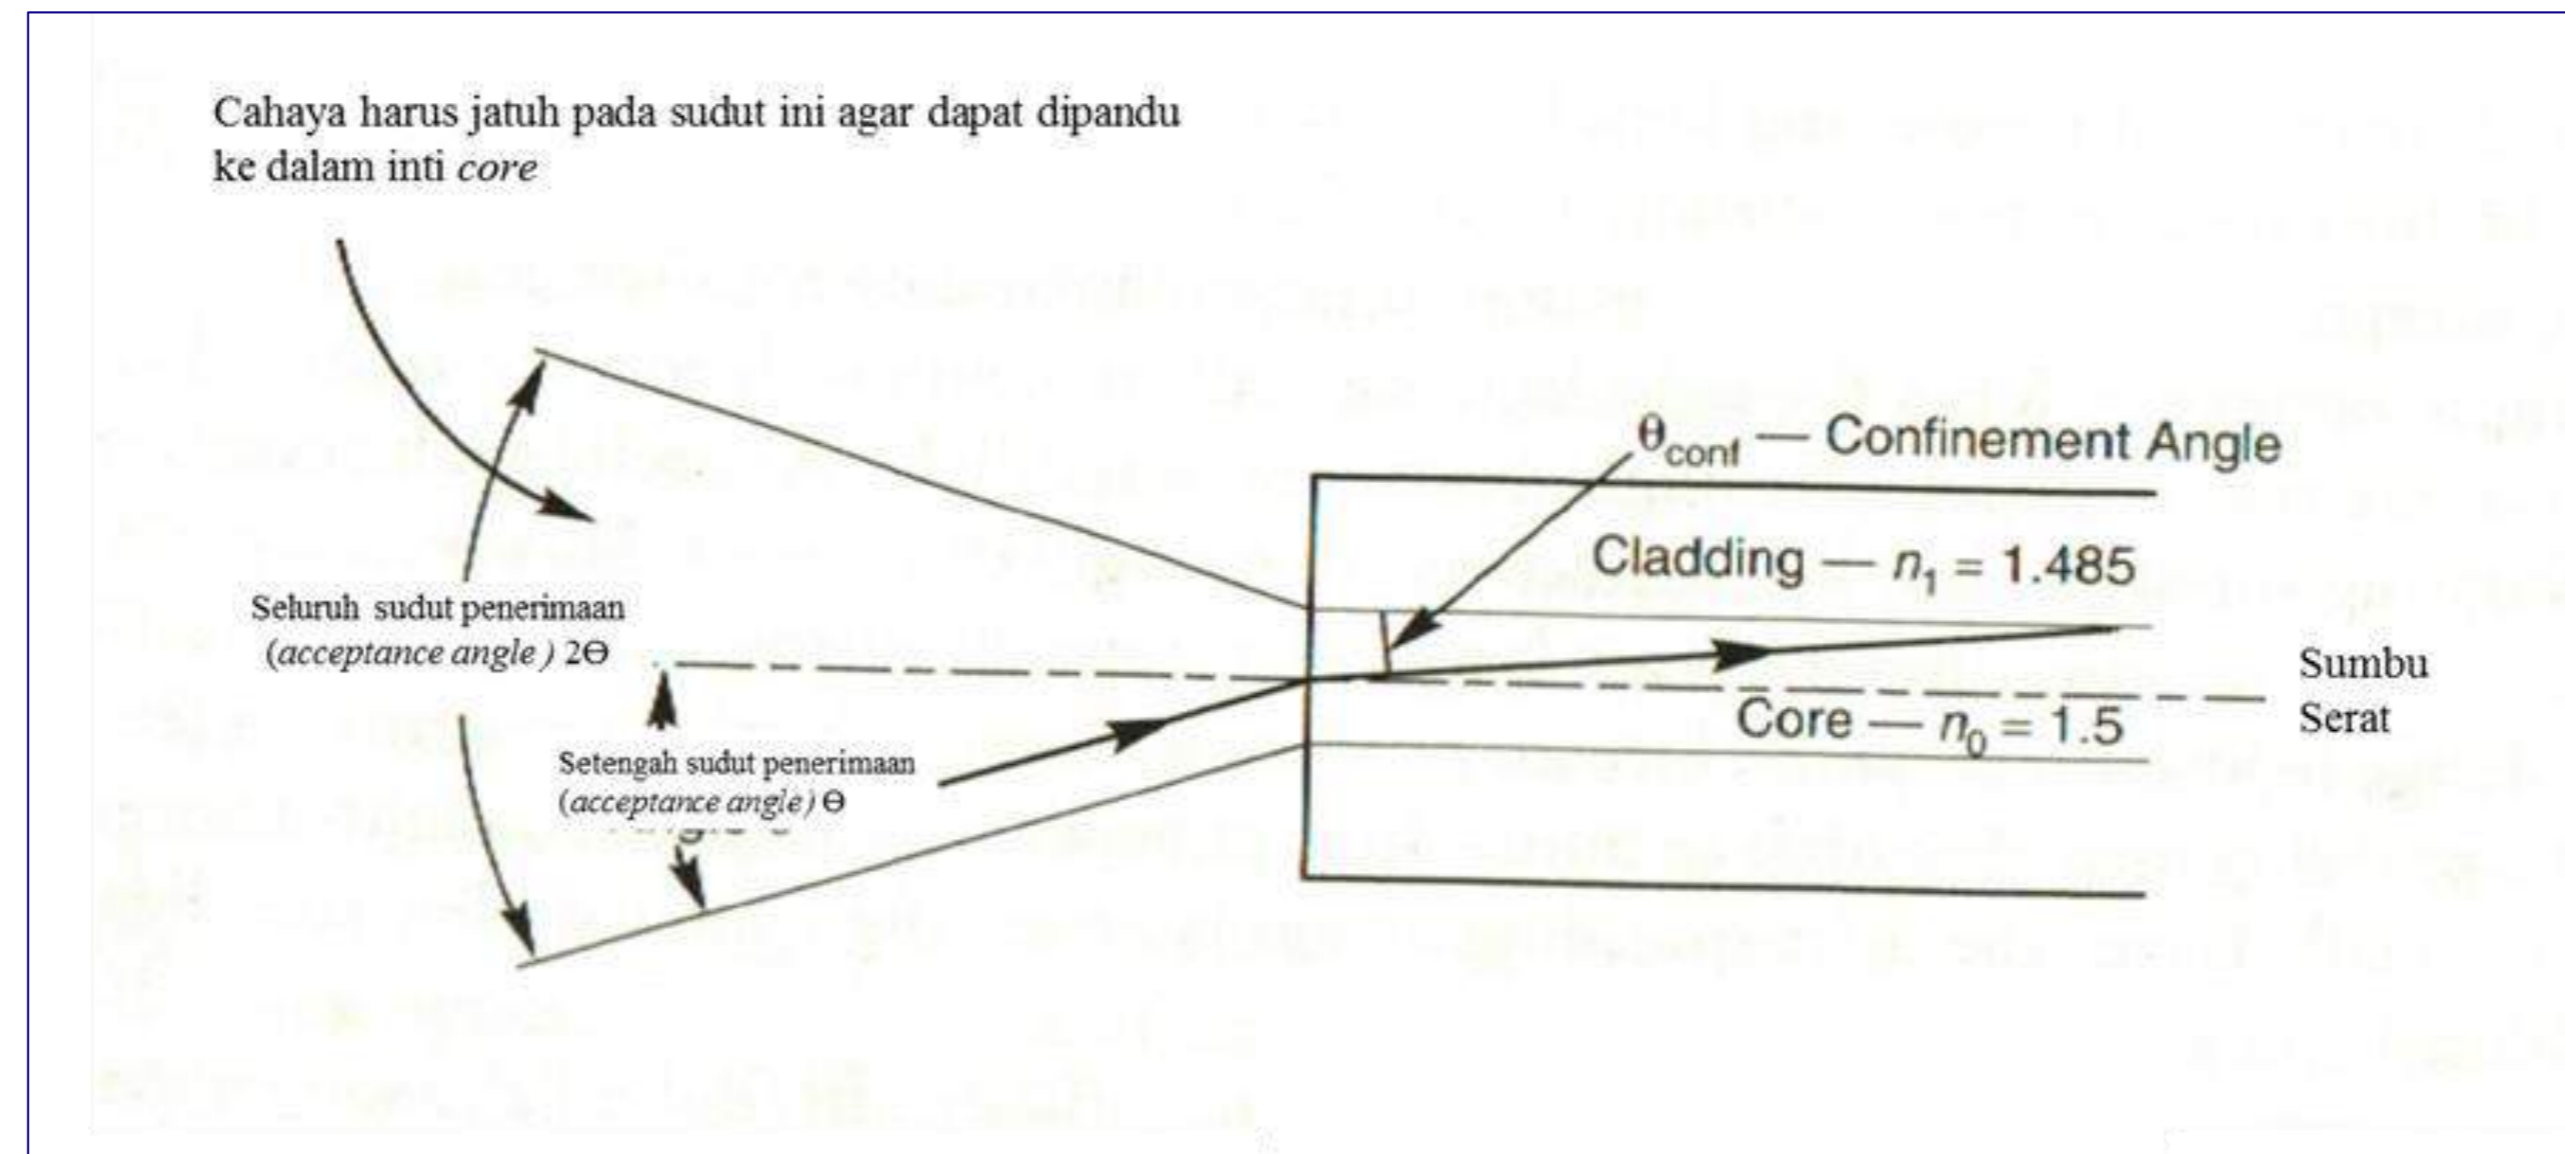 Cahaya harus jatuh pada sudut ini agar dapat dipandu
ke dalam inti core
θconf — Confinement Angle
Cladding — n1 = 1.485
Seluruh sudut penerimaan
(acceptance angle ) 2Θ
Sumbu
Serat
Core — n0 = 1.5
Setengah sudut penerimaan
(acceptance angle) Θ